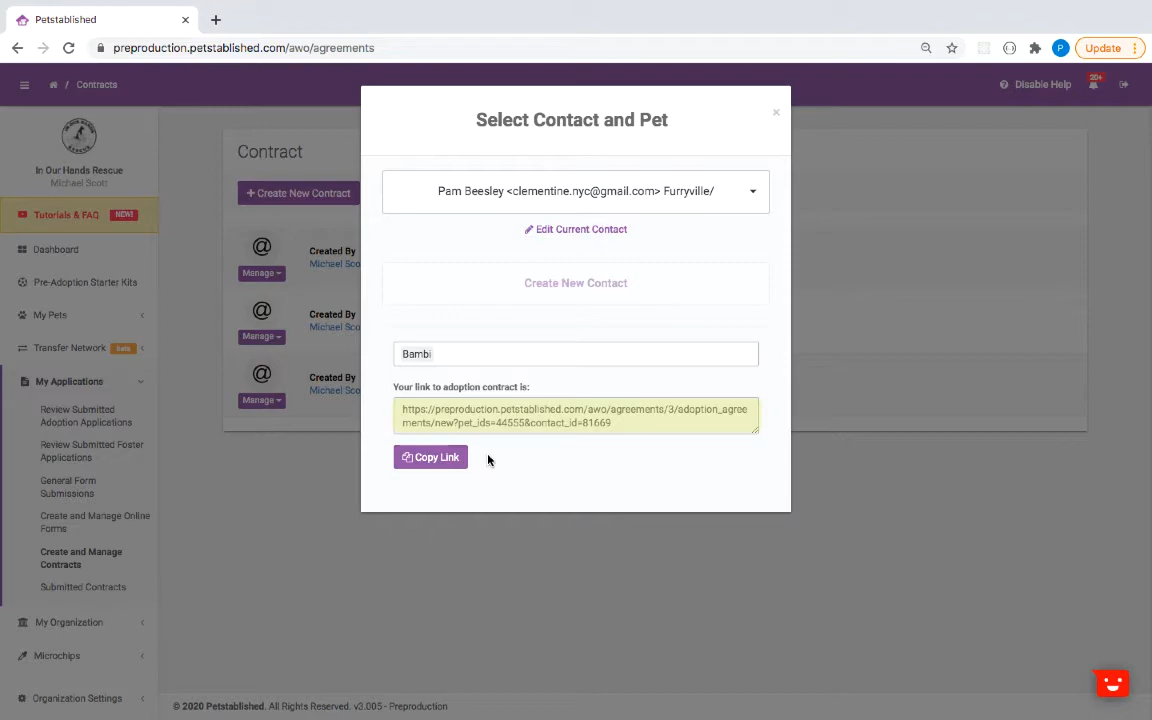 Petstablished
preproduction.petstablished.com/awo/agreements
P
Update
/ Contracts
Disable Help
20+
In Our Hands Rescue
Michael Scott
Tutorials & FAQ NEW!
Dashboard
Pre-Adoption Starter Kits
My Pets
Transfer Network Beta
My Applications
Review Submitted
Adoption Applications
Review Submitted Foster
Applications
General Form
Submissions
Create and Manage Online
Forms
Create and Manage
Contracts
Submitted Contracts
My Organization
Microchips
Organization Settings
Contract
+ Create New Contract
@
Manage
Created By
Michael Sco
@
Manage
Created By
Michael Sco
@
Manage
Created By
Michael Sco
Select Contact and Pet
×
Pam Beesley <clementine.nyc@gmail.com> Furryville/
Edit Current Contact
Create New Contact
Bambi
Your link to adoption contract is:
https://preproduction.petstablished.com/awo/agreements/3/adoption_agree
ments/new?pet_ids=44555&contact_id=81669
Copy Link
© 2020 Petstablished. All Rights Reserved. v3.005 - Preproduction